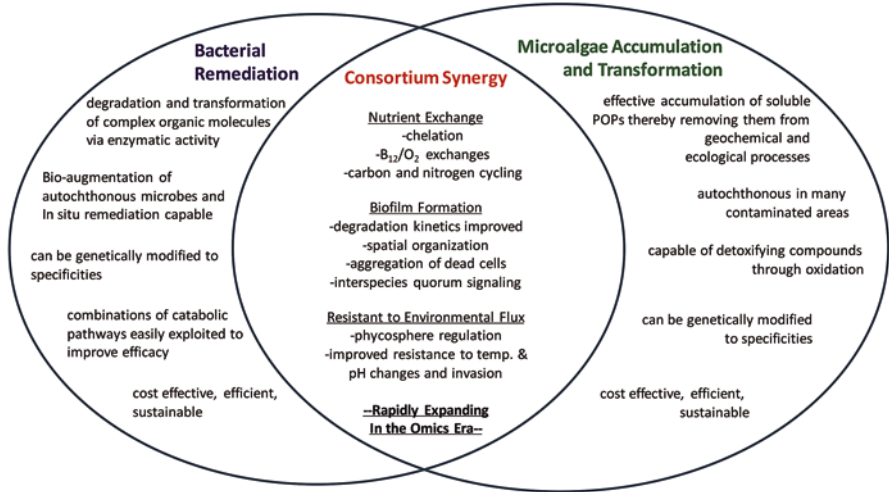 Bacterial
Remediation
degradation and transformation
of complex organic molecules
via enzymatic activity
Bio-augmentation of
autochthonous microbes and
In situ remediation capable
can be genetically modified to
specificities
combinations of catabolic
pathways easily exploited to
improve efficacy
cost effective, efficient,
sustainable
Consortium Synergy
Nutrient Exchange
-chelation
-B₁₂/O₂ exchanges
-carbon and nitrogen cycling
Biofilm Formation
-degradation kinetics improved
-spatial organization
-aggregation of dead cells
-interspecies quorum signaling
Resistant to Environmental Flux
-phycosphere regulation
-improved resistance to temp. &
pH changes and invasion
--Rapidly Expanding
In the Omics Era--
Microalgae Accumulation
and Transformation
effective accumulation of soluble
POPs thereby removing them from
geochemical and
ecological processes
autochthonous in many
contaminated areas
capable of detoxifying compounds
through oxidation
can be genetically modified
to specificities
cost effective, efficient,
sustainable